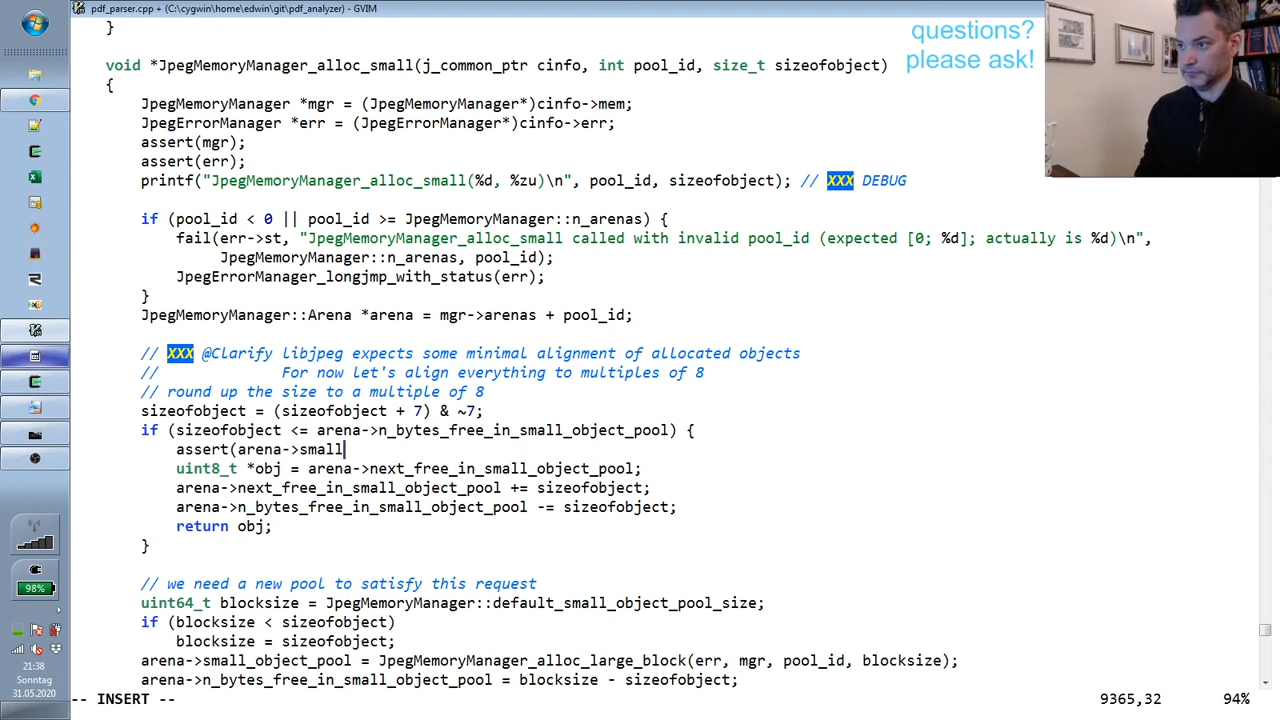 pdf_parser.cpp + (C:\cygwin\home\edwin\git\pdf_analyzer) - GVIM
}
questions?
please ask!
void *JpegMemoryManager_alloc_small(j_common_ptr cinfo, int pool_id, size_t sizeofobject)
{
JpegMemoryManager *mgr = (JpegMemoryManager*)cinfo->mem;
JpegErrorManager *err = (JpegErrorManager*)cinfo->err;
assert(mgr);
assert(err);
printf("JpegMemoryManager_alloc_small(%d, %zu)\n", pool_id, sizeofobject); // XXX DEBUG
if (pool_id < 0 || pool_id >= JpegMemoryManager::n_arenas) {
fail(err->st, "JpegMemoryManager_alloc_small called with invalid pool_id (expected [0; %d]; actually is %d)\n",
JpegMemoryManager::n_arenas, pool_id);
JpegErrorManager_longjmp_with_status(err);
}
JpegMemoryManager::Arena *arena = mgr->arenas + pool_id;
// XXX @Clarify libjpeg expects some minimal alignment of allocated objects
// For now let's align everything to multiples of 8
// round up the size to a multiple of 8
sizeofobject = (sizeofobject + 7) & ~7;
if (sizeofobject <= arena->n_bytes_free_in_small_object_pool) {
assert(arena->small
uint8_t *obj = arena->next_free_in_small_object_pool;
arena->next_free_in_small_object_pool += sizeofobject;
arena->n_bytes_free_in_small_object_pool -= sizeofobject;
return obj;
}
// we need a new pool to satisfy this request
uint64_t blocksize = JpegMemoryManager::default_small_object_pool_size;
if (blocksize < sizeofobject)
blocksize = sizeofobject;
arena->small_object_pool = JpegMemoryManager_alloc_large_block(err, mgr, pool_id, blocksize);
arena->n_bytes_free_in_small_object_pool = blocksize - sizeofobject;
-- INSERT -- 9365,32 94%
98%
21:38
Sonntag
31.05.2020